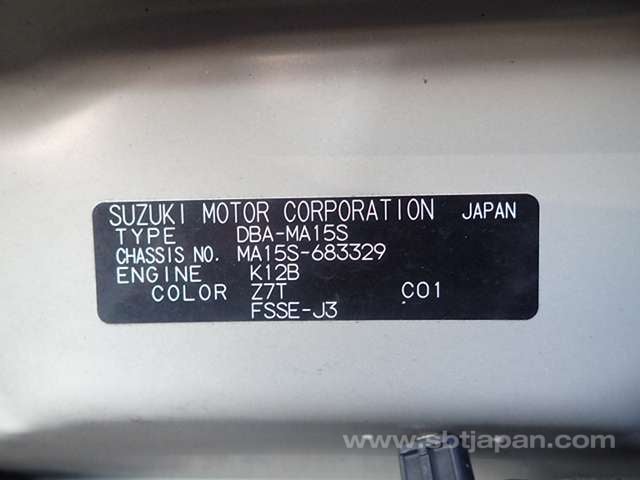 SUZUKI MOTOR CORPORATION JAPAN
TYPE DBA-MA15S
CHASSIS NO. MA15S-683329
ENGINE K12B
COLOR Z7T C01
FSSE-J3
www.sbtjapan.com